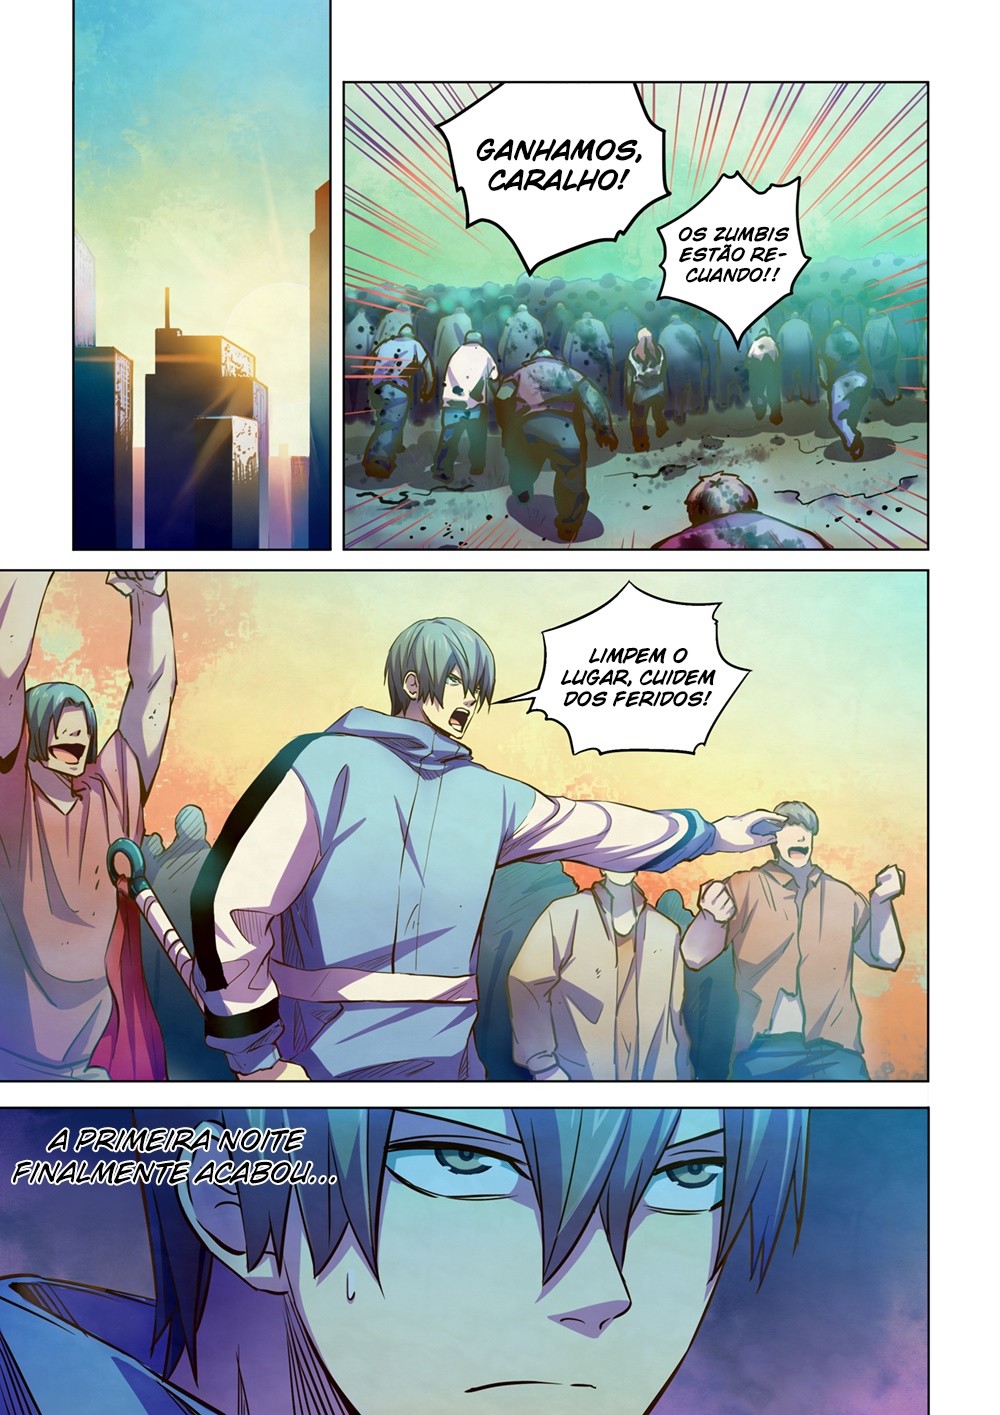 GANHAMOS,
CARALHO!
OS ZUMBIS
ESTÃO RE-
CUANDO!!
LIMPEM O
LUGAR, CUIDEM
DOS FERIDOS!
A PRIMEIRA NOITE
FINALMENTE ACABOU...